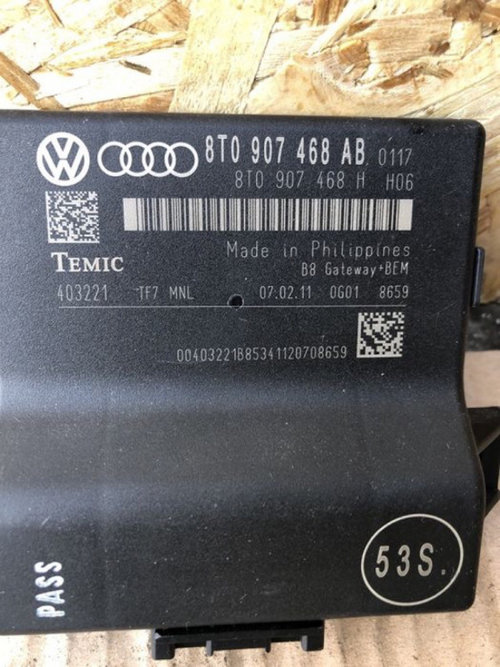 8T0 907 468 AB 0117
8T0 907 468 H H06
Made in Philippines
TEMIC
B8 Gateway+BEM
403221 TF7 MNL 07.02.11 0G01 8659
00403221B85341120708659
53S.
PASS